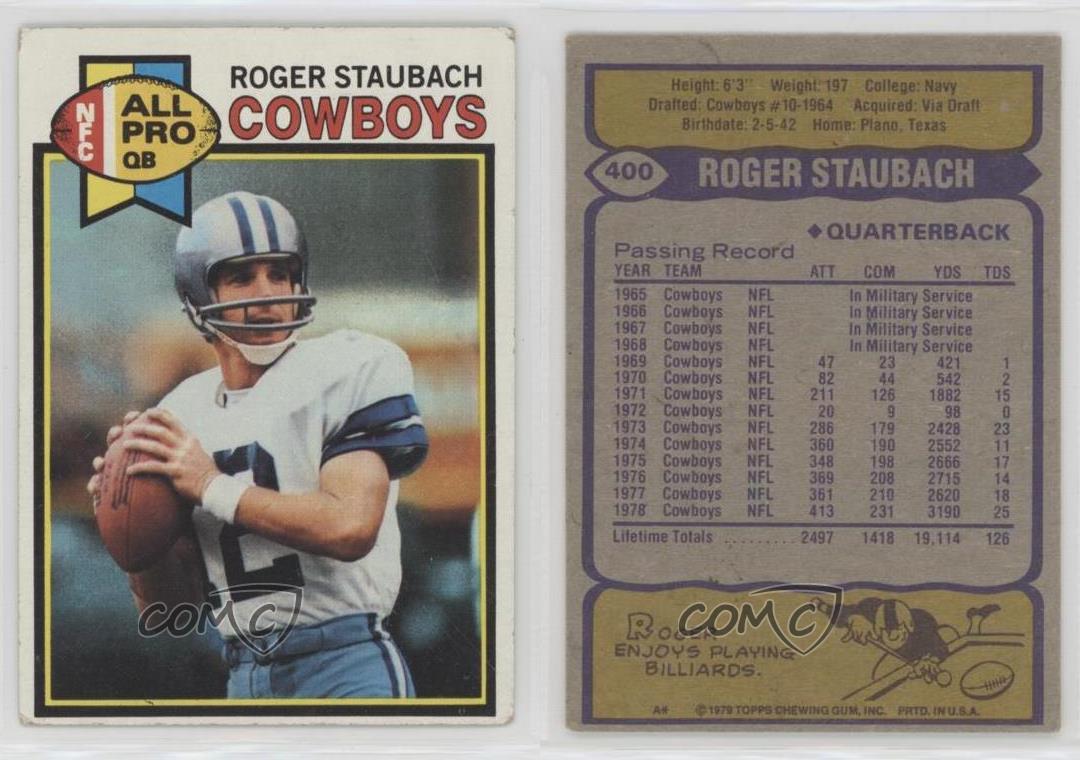 NFC
ALL
PRO
QB
ROGER STAUBACH
COWBOYS
2
COMC
Height: 6'3" Weight: 197 College: Navy
Drafted: Cowboys #10-1964 Acquired: Via Draft
Birthdate: 2-5-42 Home: Plano, Texas
400 ROGER STAUBACH
◆QUARTERBACK
Passing Record
YEAR TEAM ATT COM YDS TDS
1965 Cowboys NFL In Military Service
1966 Cowboys NFL In Military Service
1967 Cowboys NFL In Military Service
1968 Cowboys NFL In Military Service
1969 Cowboys NFL 47 23 421 1
1970 Cowboys NFL 82 44 542 2
1971 Cowboys NFL 211 126 1882 15
1972 Cowboys NFL 20 9 98 0
1973 Cowboys NFL 286 179 2428 23
1974 Cowboys NFL 360 190 2552 11
1975 Cowboys NFL 348 198 2666 17
1976 Cowboys NFL 369 208 2715 14
1977 Cowboys NFL 361 210 2620 18
1978 Cowboys NFL 413 231 3190 25
Lifetime Totals ......... 2497 1418 19,114 126
COMC
ROGER
ENJOYS PLAYING
BILLIARDS.
A* ©1979 TOPPS CHEWING GUM, INC. PRTD. IN U.S.A.